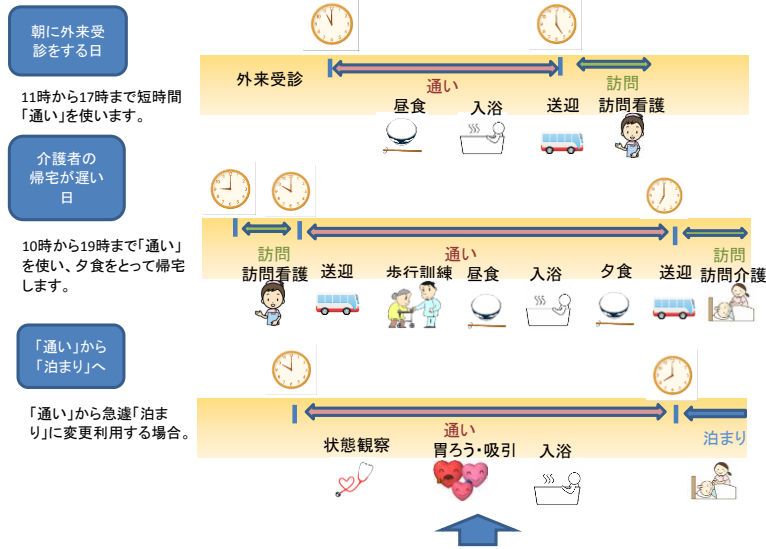 朝に外来受
診をする日
11時から17時まで短時間
「通い」を使います。
外来受診
通い
訪問
昼食
入浴
送迎
訪問看護
介護者の
帰宅が遅い
日
10時から19時まで「通い」
を使い、夕食をとって帰宅
します。
訪問
通い
訪問
訪問看護
送迎
歩行訓練
昼食
入浴
夕食
送迎
訪問介護
「通い」から
「泊まり」へ
「通い」から急遽「泊ま
り」に変更利用する場合。
通い
泊まり
状態観察
胃ろう・吸引
入浴